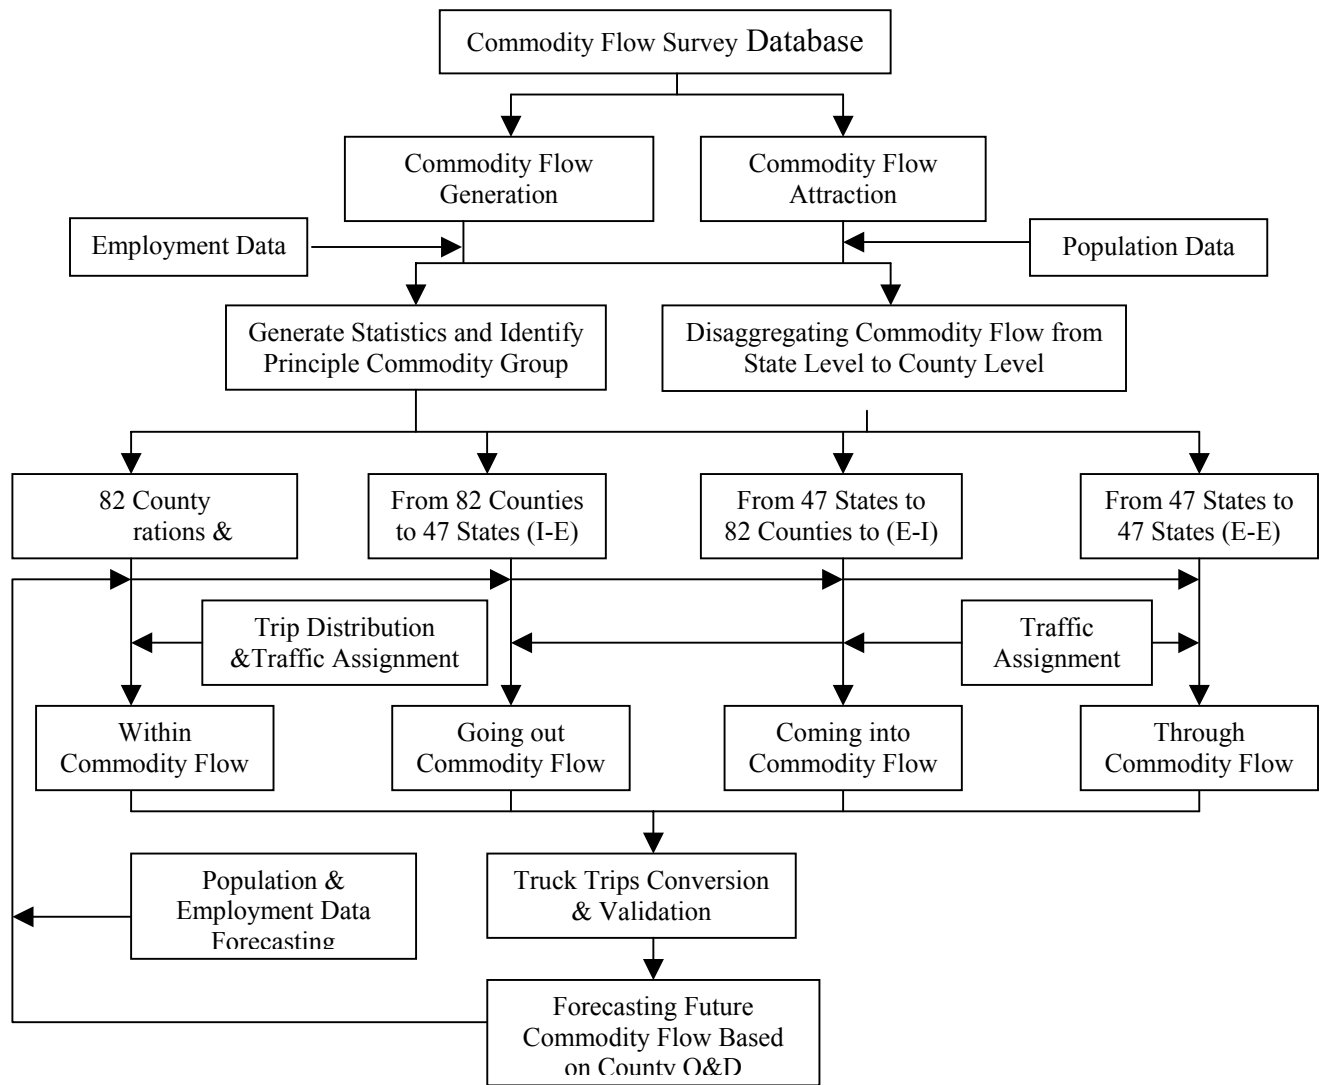 Commodity Flow Survey Database
Commodity Flow
Generation
Commodity Flow
Attraction
Employment Data
Population Data
Generate Statistics and Identify
Principle Commodity Group
Disaggregating Commodity Flow from
State Level to County Level
82 County
rations &
From 82 Counties
to 47 States (I-E)
From 47 States to
82 Counties to (E-I)
From 47 States to
47 States (E-E)
Trip Distribution
&Traffic Assignment
Traffic
Assignment
Within
Commodity Flow
Going out
Commodity Flow
Coming into
Commodity Flow
Through
Commodity Flow
Population &
Employment Data
Forecasting
Truck Trips Conversion
& Validation
Forecasting Future
Commodity Flow Based
on County O&D